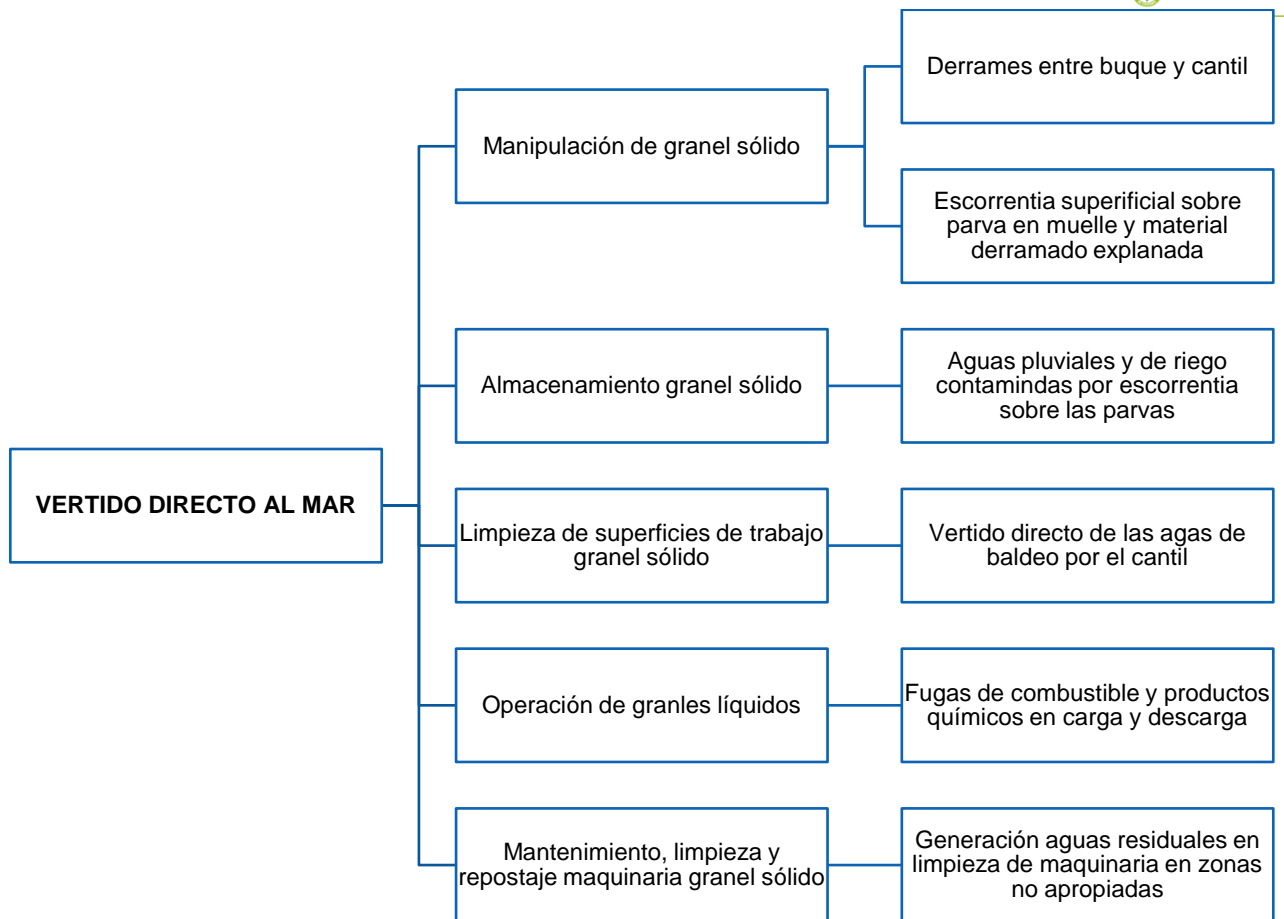 Derrames entre buque y cantil
Manipulación de granel sólido
Escorrentia superificial sobre
parva en muelle y material
derramado explanada
Almacenamiento granel sólido
Aguas pluviales y de riego
contamindas por escorrentia
sobre las parvas
VERTIDO DIRECTO AL MAR
Limpieza de superficies de trabajo
granel sólido
Vertido directo de las agas de
baldeo por el cantil
Operación de granles líquidos
Fugas de combustible y productos
químicos en carga y descarga
Mantenimiento, limpieza y
repostaje maquinaria granel sólido
Generación aguas residuales en
limpieza de maquinaria en zonas
no apropiadas